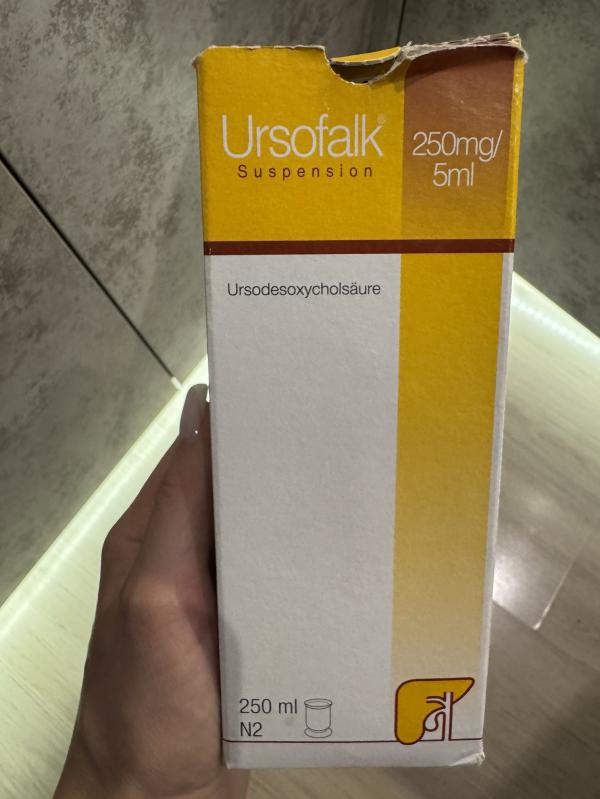 Ursofalk®
Suspension
250mg/
5ml
Ursodesoxycholsäure
250 ml
N2